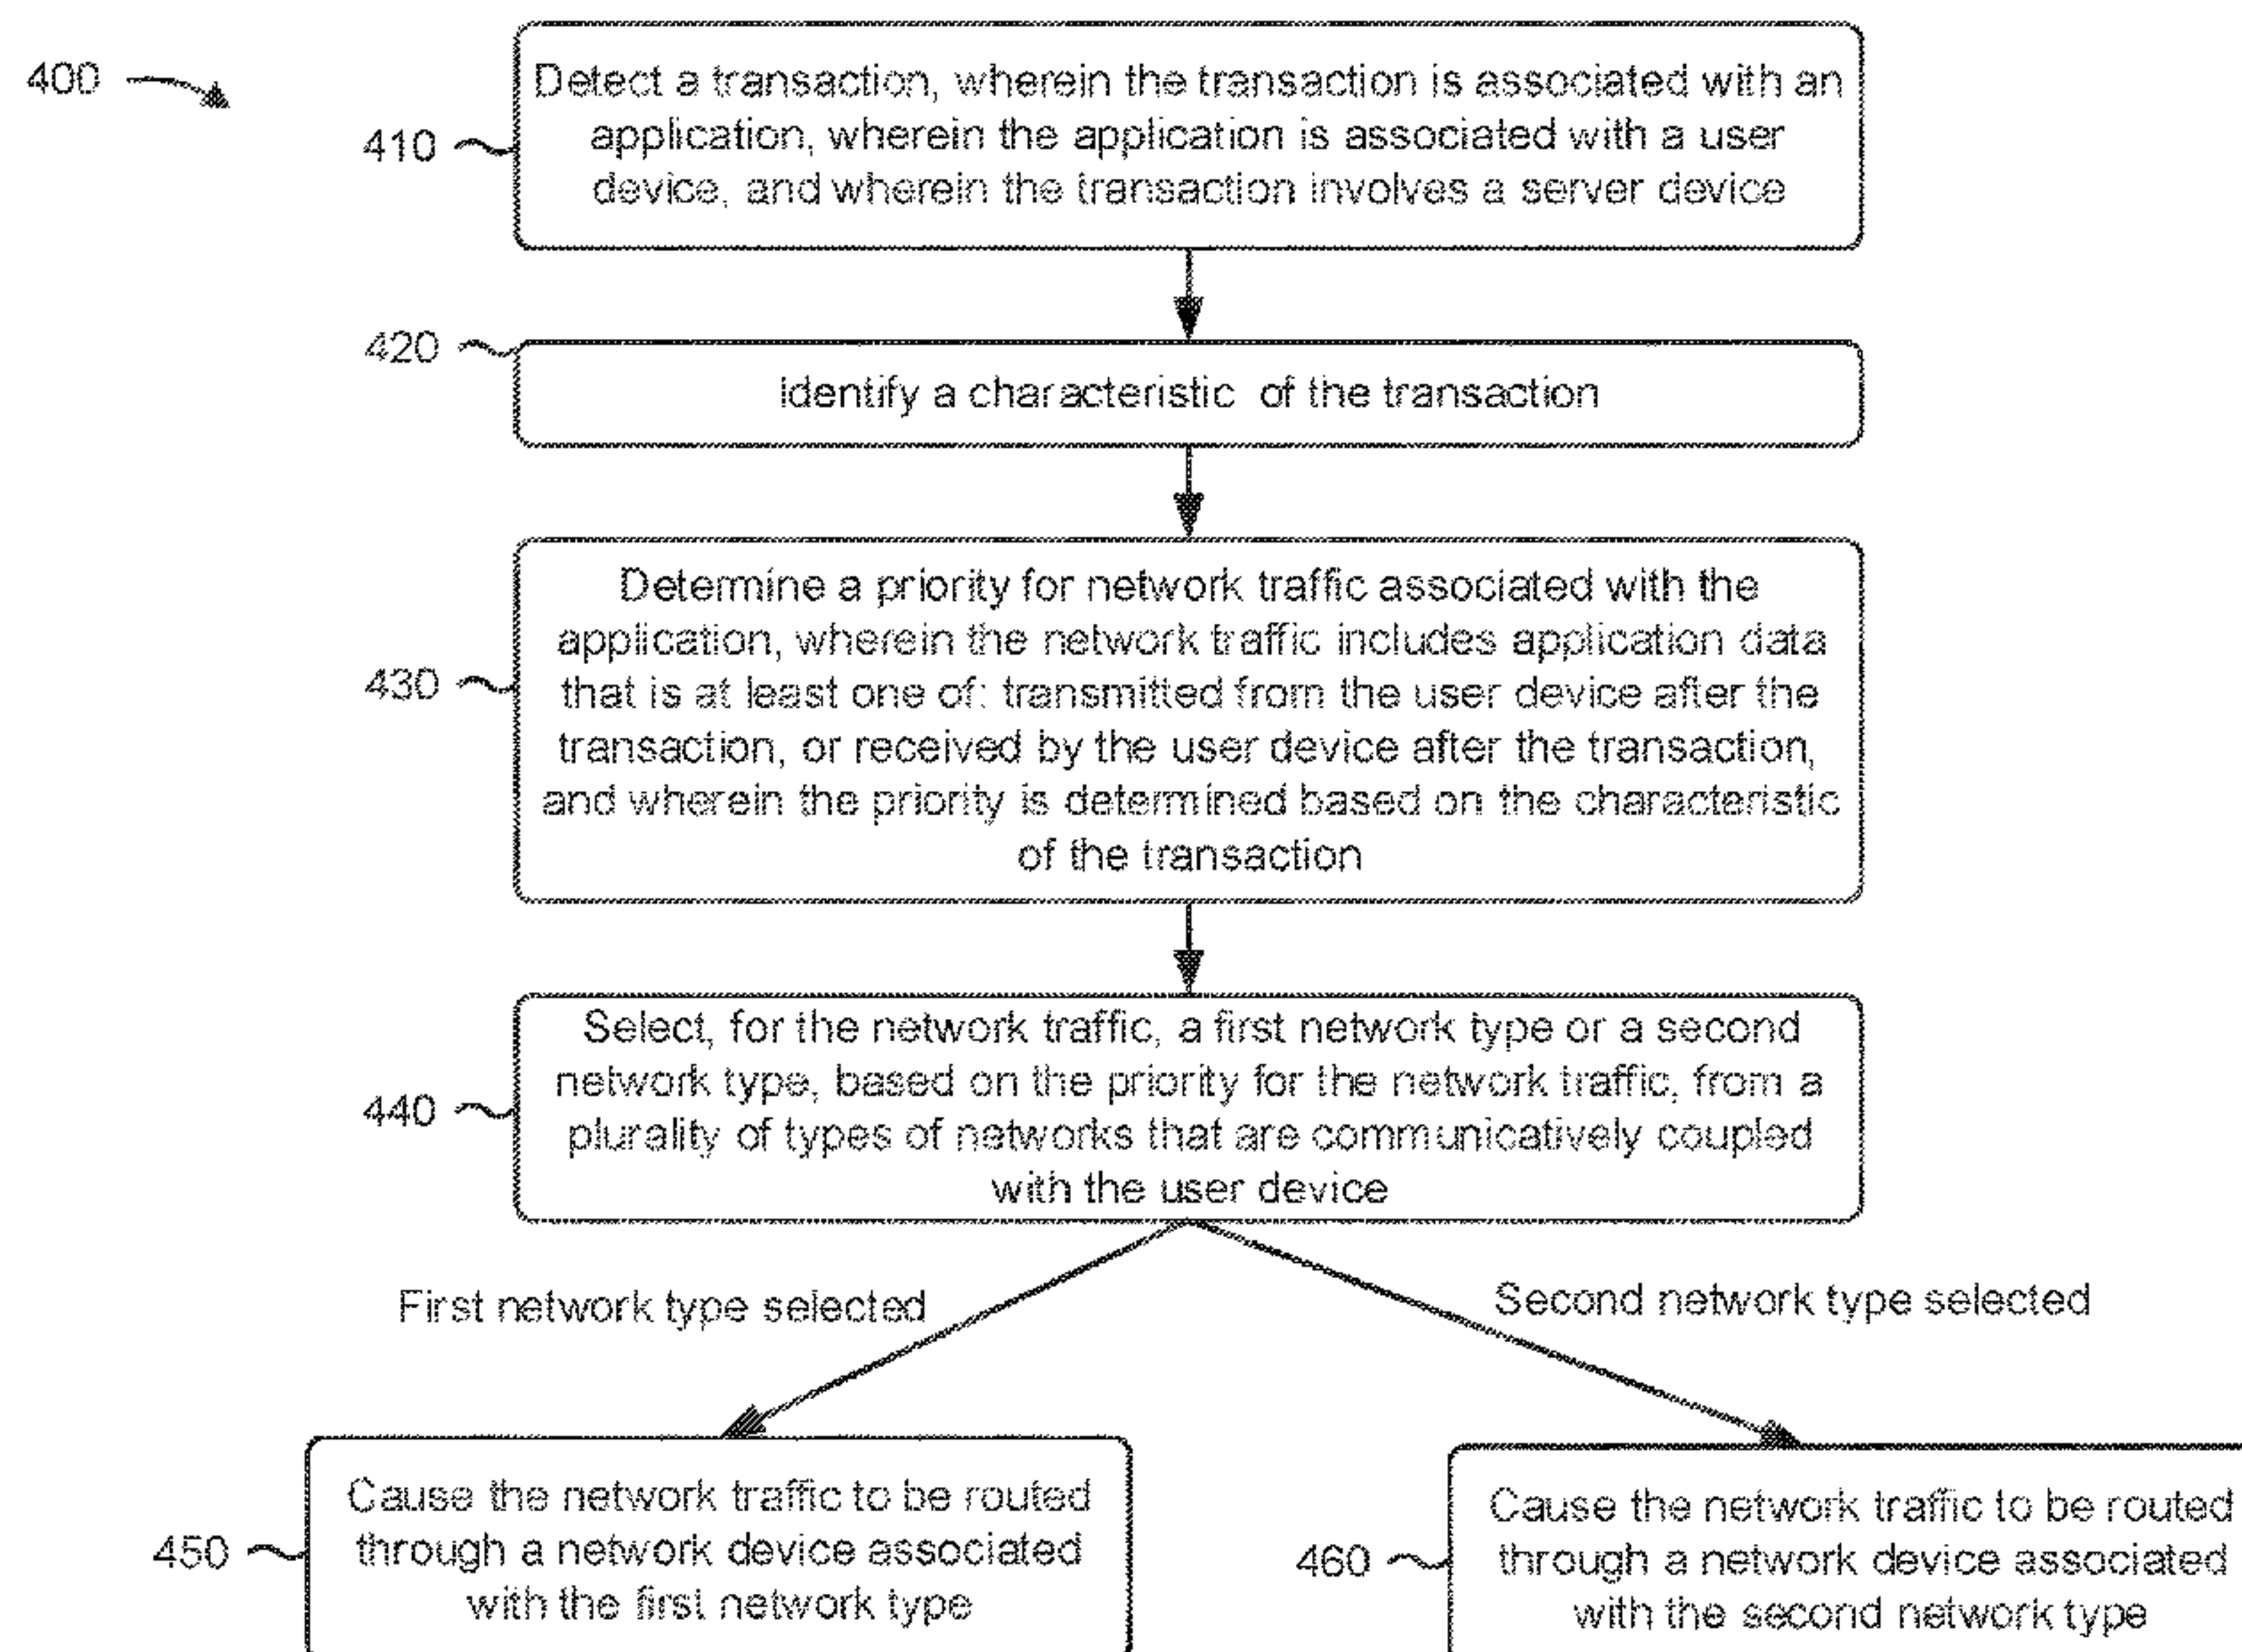 400
Detect a transaction, wherein the transaction is associated with an
application, wherein the application is associated with a user
device, and wherein the transaction involves a server device
410
420
Identify a characteristic of the transaction
Determine a priority for network traffic associated with the
application, wherein the network traffic includes application data
that is at least one of: transmitted from the user device after the
transaction, or received by the user device after the transaction,
and wherein the priority is determined based on the characteristic
of the transaction
430
Select, for the network traffic, a first network type or a second
network type, based on the priority for the network traffic, from a
plurality of types of networks that are communicatively coupled
with the user device
440
First network type selected
Second network type selected
Cause the network traffic to be routed
through a network device associated
with the first network type
450
Cause the network traffic to be routed
through a network device associated
with the second network type
460